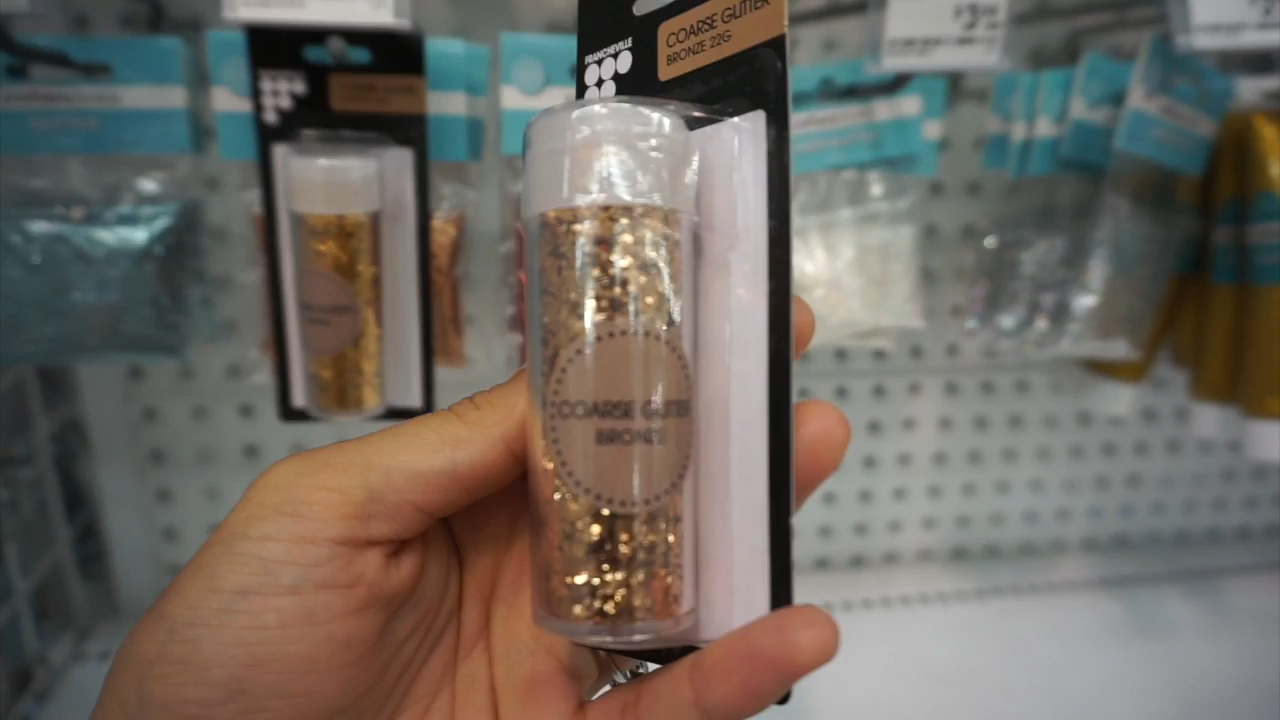 FRANCHEVILLE
COARSE GLITTER
BRONZE 22G
COARSE GLITTER
BRONZE